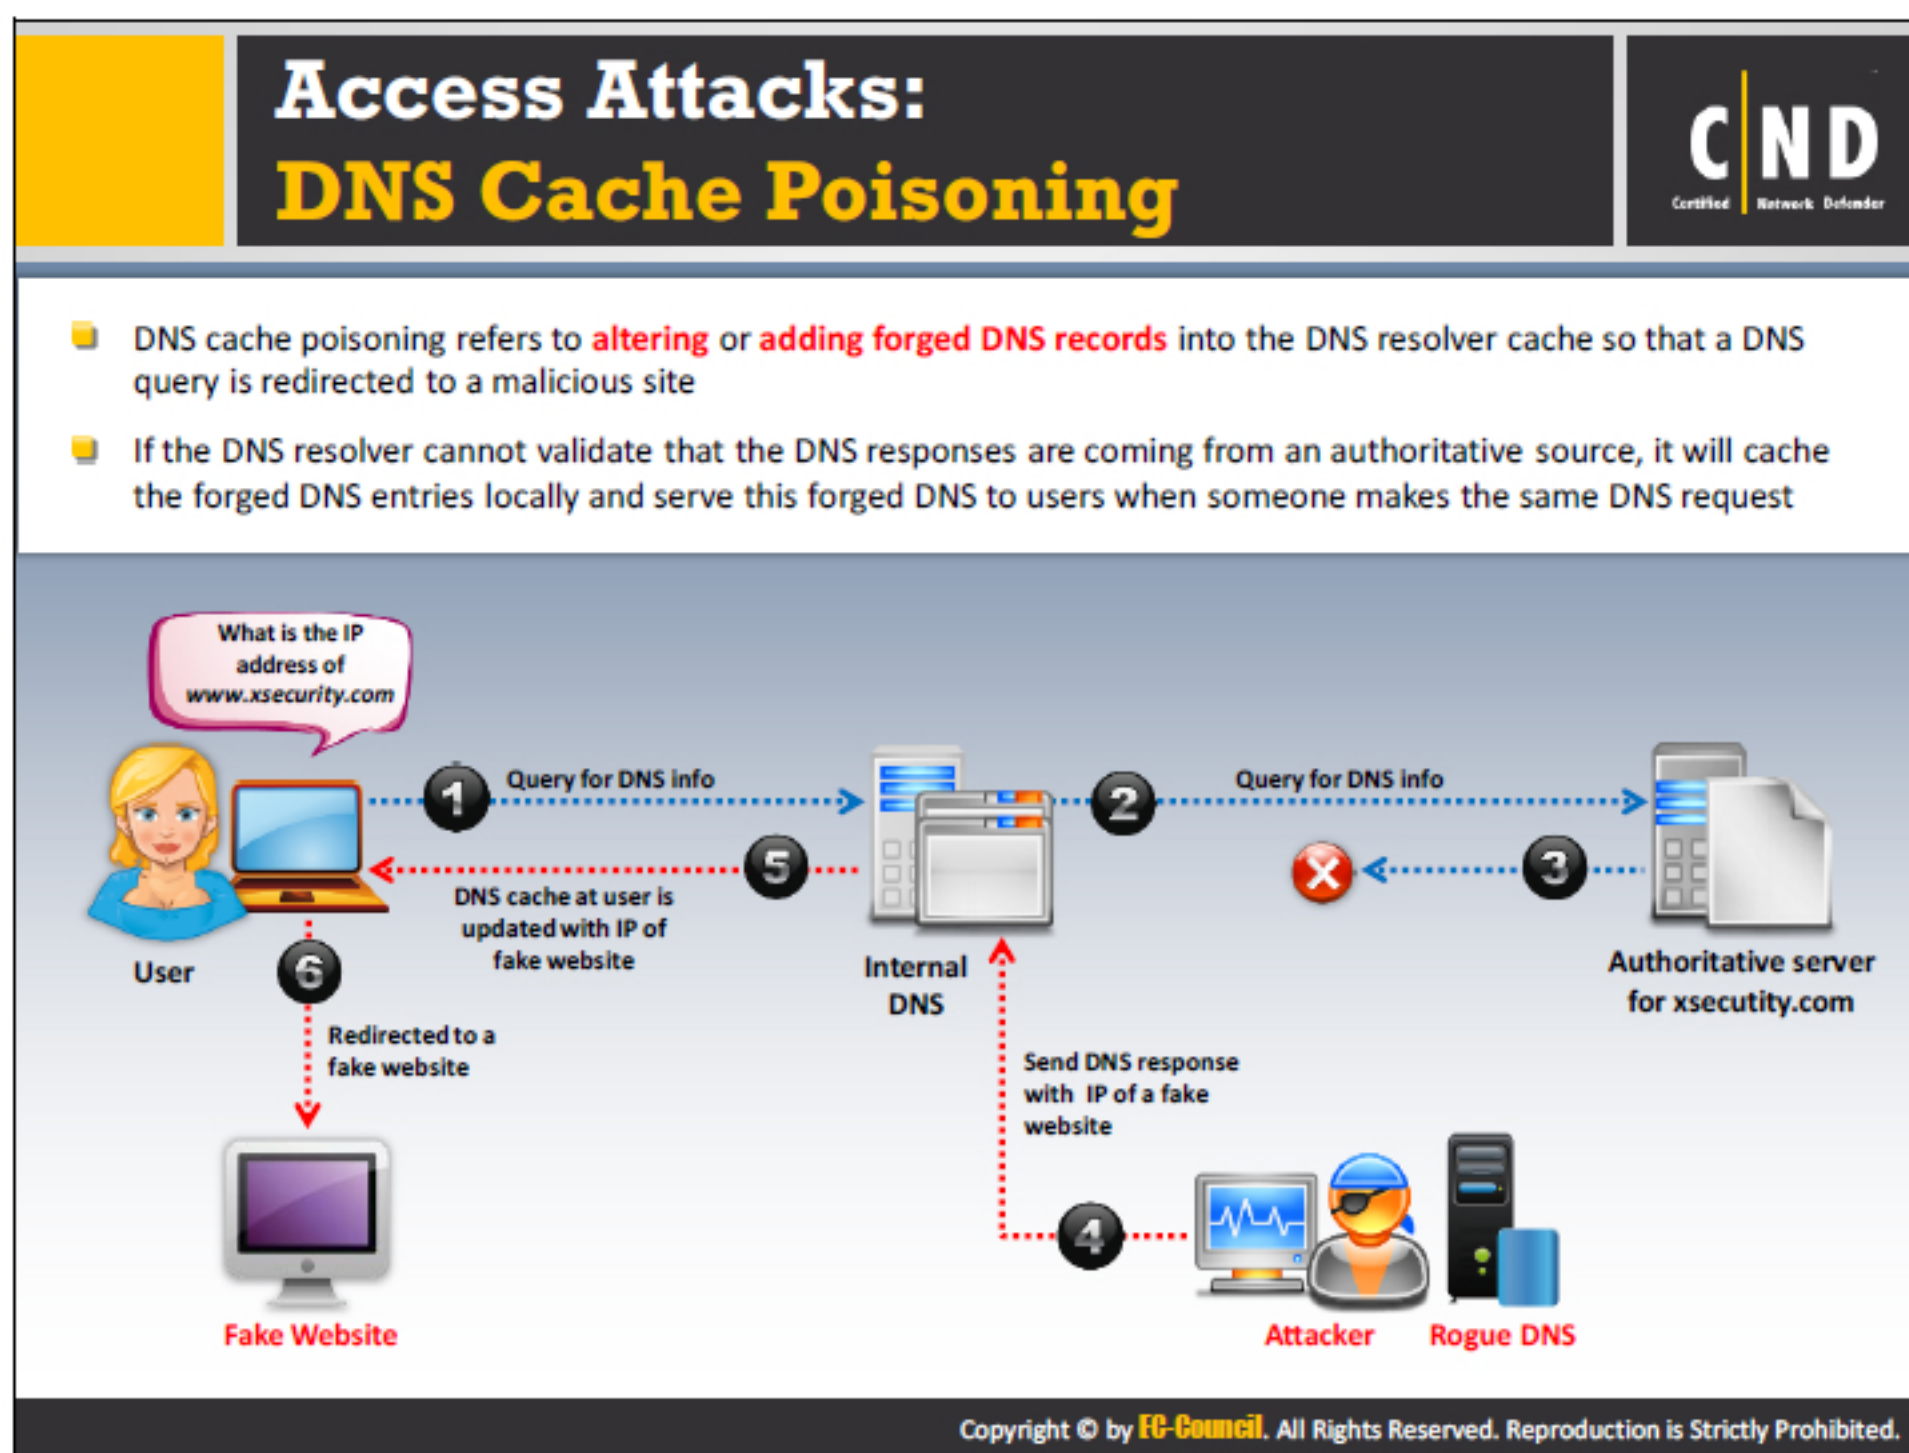 Access Attacks:
DNS Cache Poisoning
C|ND
Certified Network Defender
DNS cache poisoning refers to altering or adding forged DNS records into the DNS resolver cache so that a DNS
query is redirected to a malicious site
If the DNS resolver cannot validate that the DNS responses are coming from an authoritative source, it will cache
the forged DNS entries locally and serve this forged DNS to users when someone makes the same DNS request
What is the IP
address of
www.xsecurity.com
1
Query for DNS info
2
Query for DNS info
5
3
DNS cache at user is
updated with IP of
fake website
User
6
Internal
DNS
Authoritative server
for xsecutity.com
Redirected to a
fake website
Send DNS response
with IP of a fake
website
4
Fake Website
Attacker
Rogue DNS
Copyright © by EC-Council. All Rights Reserved. Reproduction is Strictly Prohibited.